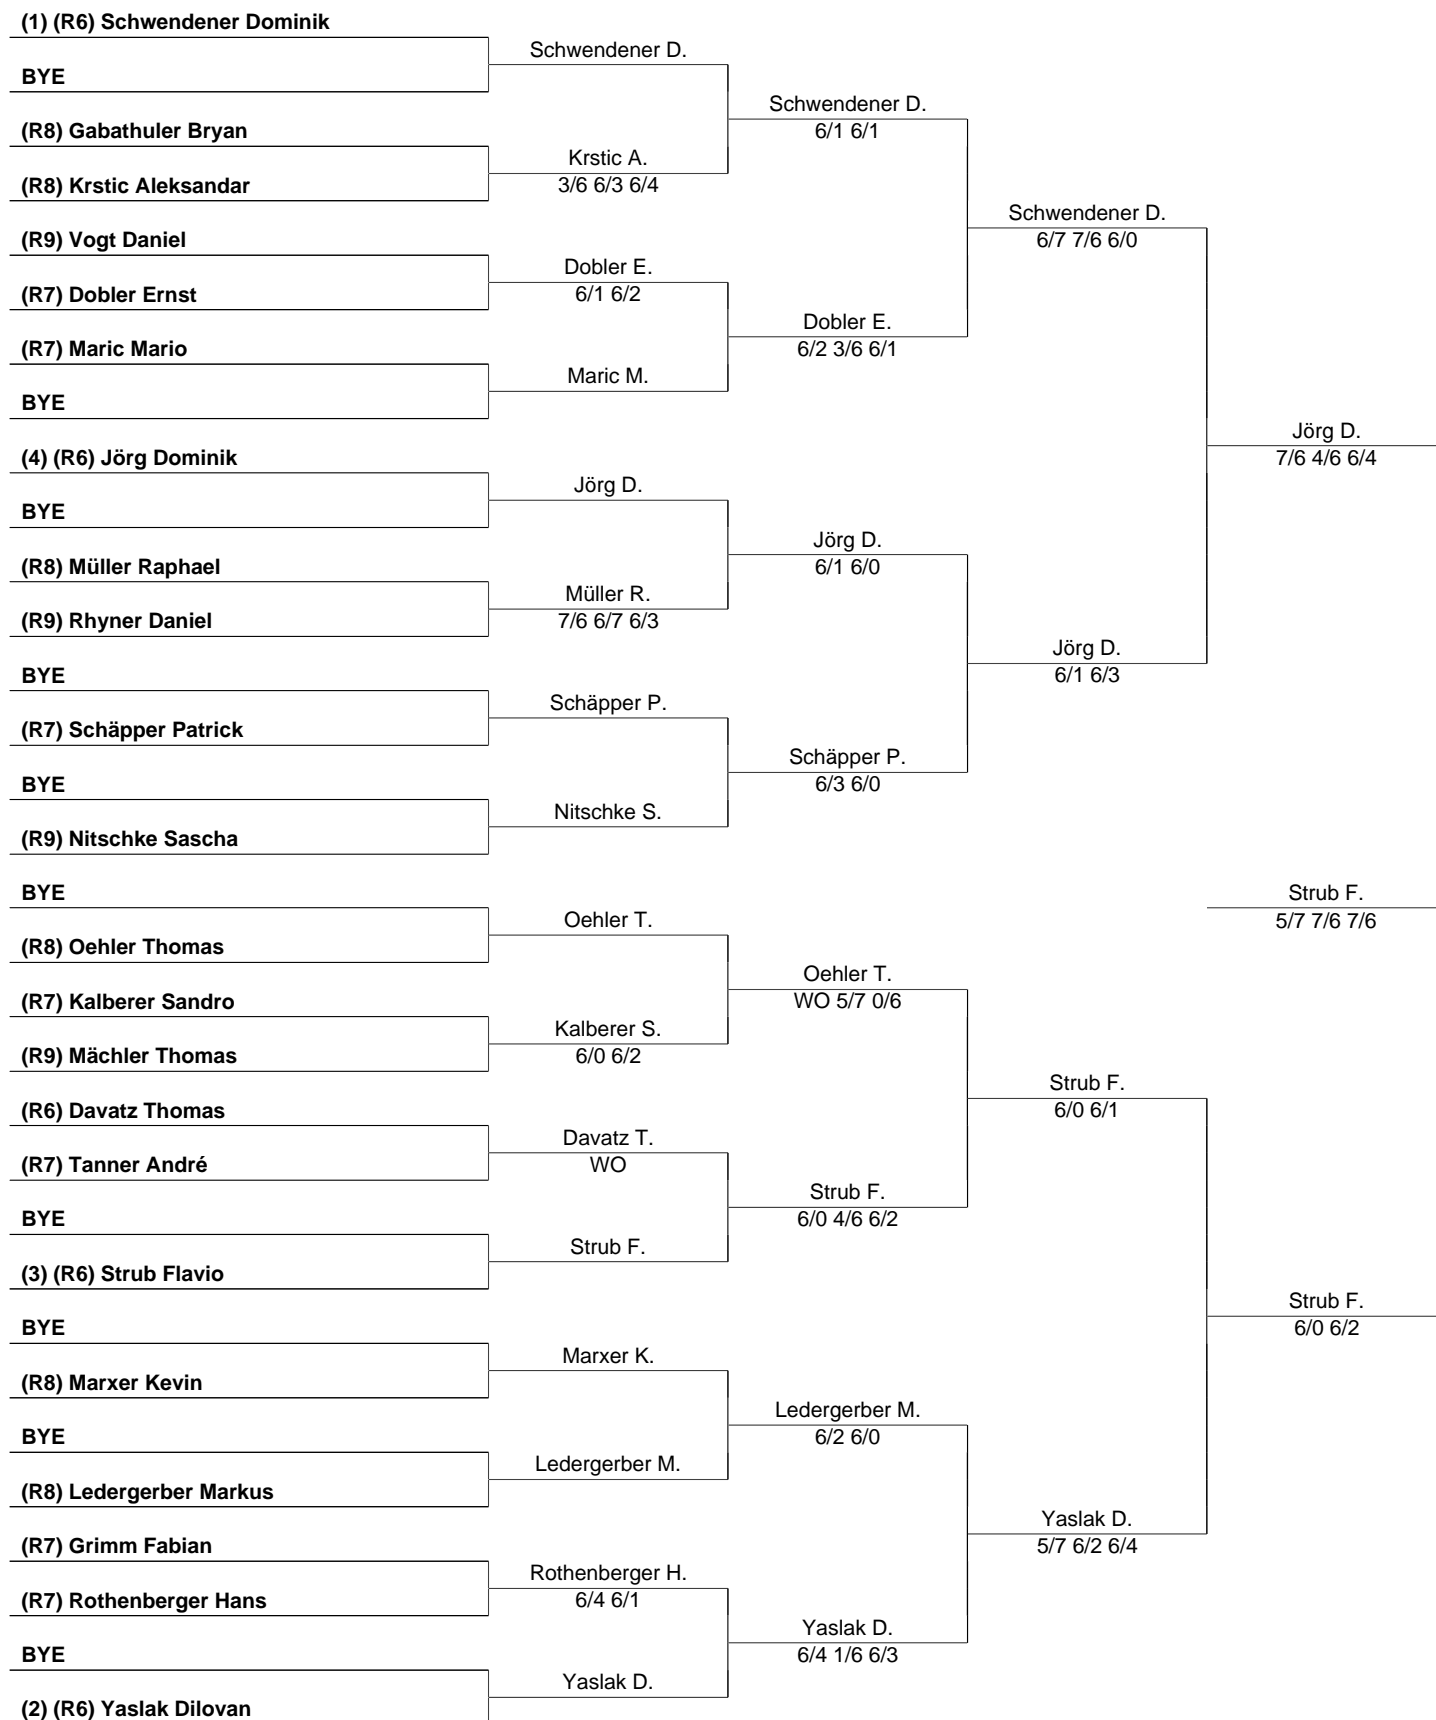 (1) (R6) Schwendener Dominik
Schwendener D.
BYE
Schwendener D.
6/1 6/1
(R8) Gabathuler Bryan
Krstic A.
3/6 6/3 6/4
(R8) Krstic Aleksandar
Schwendener D.
6/7 7/6 6/0
(R9) Vogt Daniel
Dobler E.
6/1 6/2
(R7) Dobler Ernst
Dobler E.
6/2 3/6 6/1
(R7) Maric Mario
Maric M.
BYE
Jörg D.
7/6 4/6 6/4
(4) (R6) Jörg Dominik
Jörg D.
BYE
Jörg D.
6/1 6/0
(R8) Müller Raphael
Müller R.
7/6 6/7 6/3
(R9) Rhyner Daniel
Jörg D.
6/1 6/3
BYE
Schäpper P.
(R7) Schäpper Patrick
Schäpper P.
6/3 6/0
BYE
Nitschke S.
(R9) Nitschke Sascha
BYE
Strub F.
5/7 7/6 7/6
Oehler T.
(R8) Oehler Thomas
Oehler T.
WO 5/7 0/6
(R7) Kalberer Sandro
Kalberer S.
6/0 6/2
(R9) Mächler Thomas
Strub F.
6/0 6/1
(R6) Davatz Thomas
Davatz T.
WO
(R7) Tanner André
Strub F.
6/0 4/6 6/2
BYE
Strub F.
(3) (R6) Strub Flavio
Strub F.
6/0 6/2
BYE
Marxer K.
(R8) Marxer Kevin
Ledergerber M.
6/2 6/0
BYE
Ledergerber M.
(R8) Ledergerber Markus
Yaslak D.
5/7 6/2 6/4
(R7) Grimm Fabian
Rothenberger H.
6/4 6/1
(R7) Rothenberger Hans
Yaslak D.
6/4 1/6 6/3
BYE
Yaslak D.
(2) (R6) Yaslak Dilovan